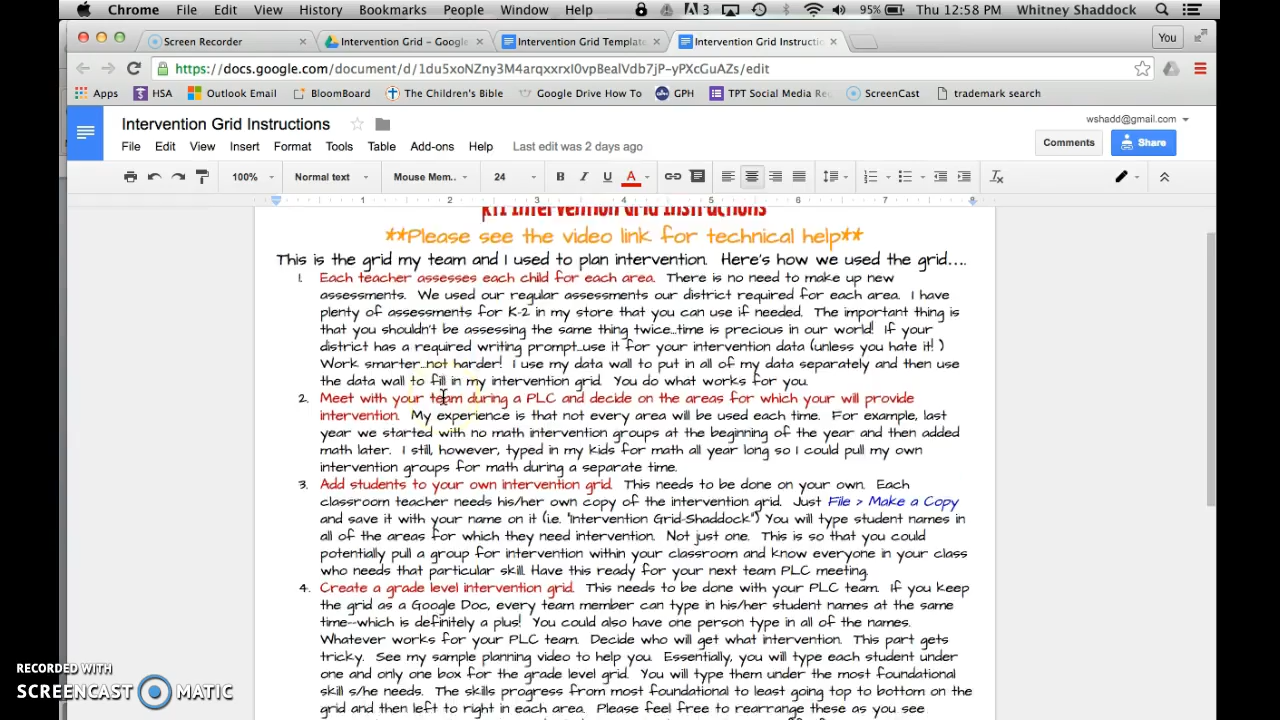 Chrome File Edit View History Bookmarks People Window Help 3 95% Thu 12:58 PM Whitney Shaddock
Screen Recorder Intervention Grid – Google Intervention Grid Template Intervention Grid Instructi You
https://docs.google.com/document/d/1du5xoNZny3M4arqxxrxI0vpBealVdb7jP-yPXcGuAZs/edit
Apps HSA Outlook Email BloomBoard The Children's Bible Google Drive How To GPH TPT Social Media Re ScreenCast trademark search
Intervention Grid Instructions
wshadd@gmail.com
File Edit View Insert Format Tools Table Add-ons Help Last edit was 2 days ago
Comments Share
100% Normal text Mouse Mem... 24 B I U A
1 2 3 4 5 6 7 8
RTI Intervention Grid Instructions
**Please see the video link for technical help**
This is the grid my team and I used to plan intervention. Here's how we used the grid....
1. Each teacher assesses each child for each area. There is no need to make up new
assessments. We used our regular assessments our district required for each area. I have
plenty of assessments for K-2 in my store that you can use if needed. The important thing is
that you shouldn't be assessing the same thing twice...time is precious in our world! If your
district has a required writing prompt...use it for your intervention data (unless you hate it! )
Work smarter...not harder! I use my data wall to put in all of my data separately and then use
the data wall to fill in my intervention grid. You do what works for you.
2. Meet with your team during a PLC and decide on the areas for which your will provide
intervention. My experience is that not every area will be used each time. For example, last
year we started with no math intervention groups at the beginning of the year and then added
math later. I still, however, typed in my kids for math all year long so I could pull my own
intervention groups for math during a separate time.
3. Add students to your own intervention grid. This needs to be done on your own. Each
classroom teacher needs his/her own copy of the intervention grid. Just File > Make a Copy
and save it with your name on it (i.e. "Intervention Grid-Shaddock") You will type student names in
all of the areas for which they need intervention. Not just one. This is so that you could
potentially pull a group for intervention within your classroom and know everyone in your class
who needs that particular skill. Have this ready for your next team PLC meeting.
4. Create a grade level intervention grid. This needs to be done with your PLC team. If you keep
the grid as a Google Doc, every team member can type in his/her student names at the same
time--which is definitely a plus! You could also have one person type in all of the names.
Whatever works for your PLC team. Decide who will get what intervention. This part gets
tricky. See my sample planning video to help you. Essentially, you will type each student under
one and only one box for the grade level grid. You will type them under the most foundational
skill s/he needs. The skills progress from most foundational to least going top to bottom on the
grid and then left to right in each area. Please feel free to rearrange these as you see
RECORDED WITH
SCREENCAST MATIC